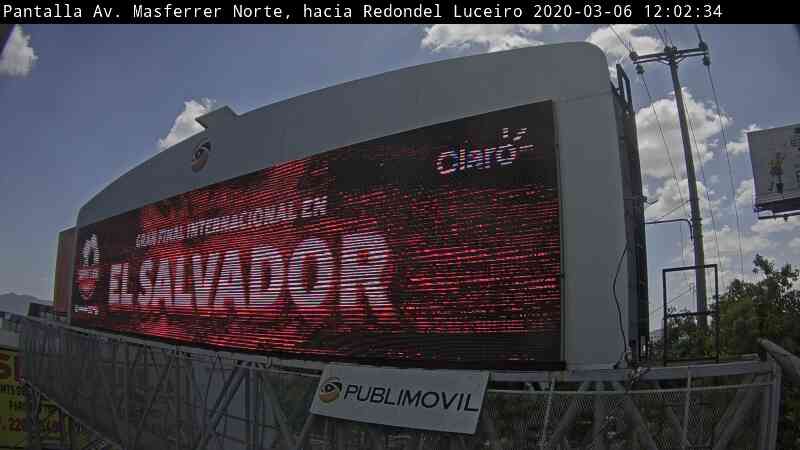 Pantalla Av. Masferrer Norte, hacia Redondel Luceiro 2020-03-06 12:02:34
Claro
GRAN FINAL INTERNACIONAL EN
EL SALVADOR
PUBLIMOVIL